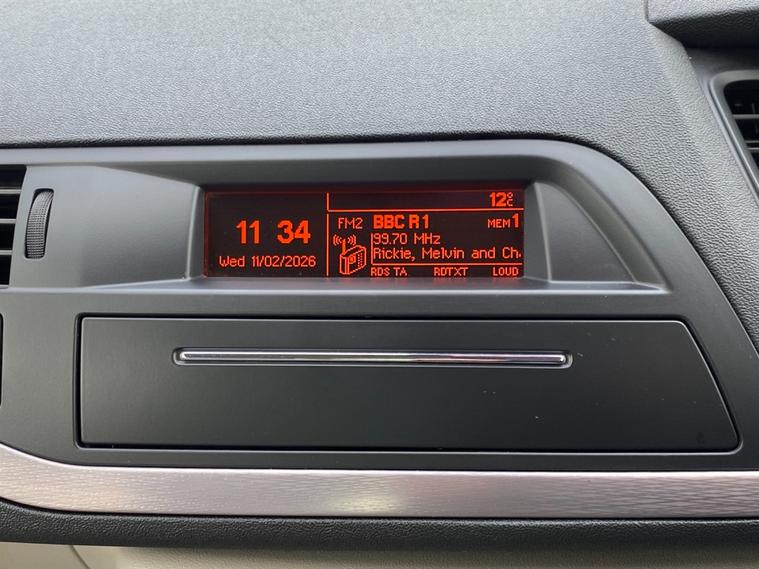 12°C
11 34
Wed 11/02/2026
FM2 BBC R1 MEM1
99.70 MHz
Rickie, Melvin and Ch
RDS TA RDTXT LOUD